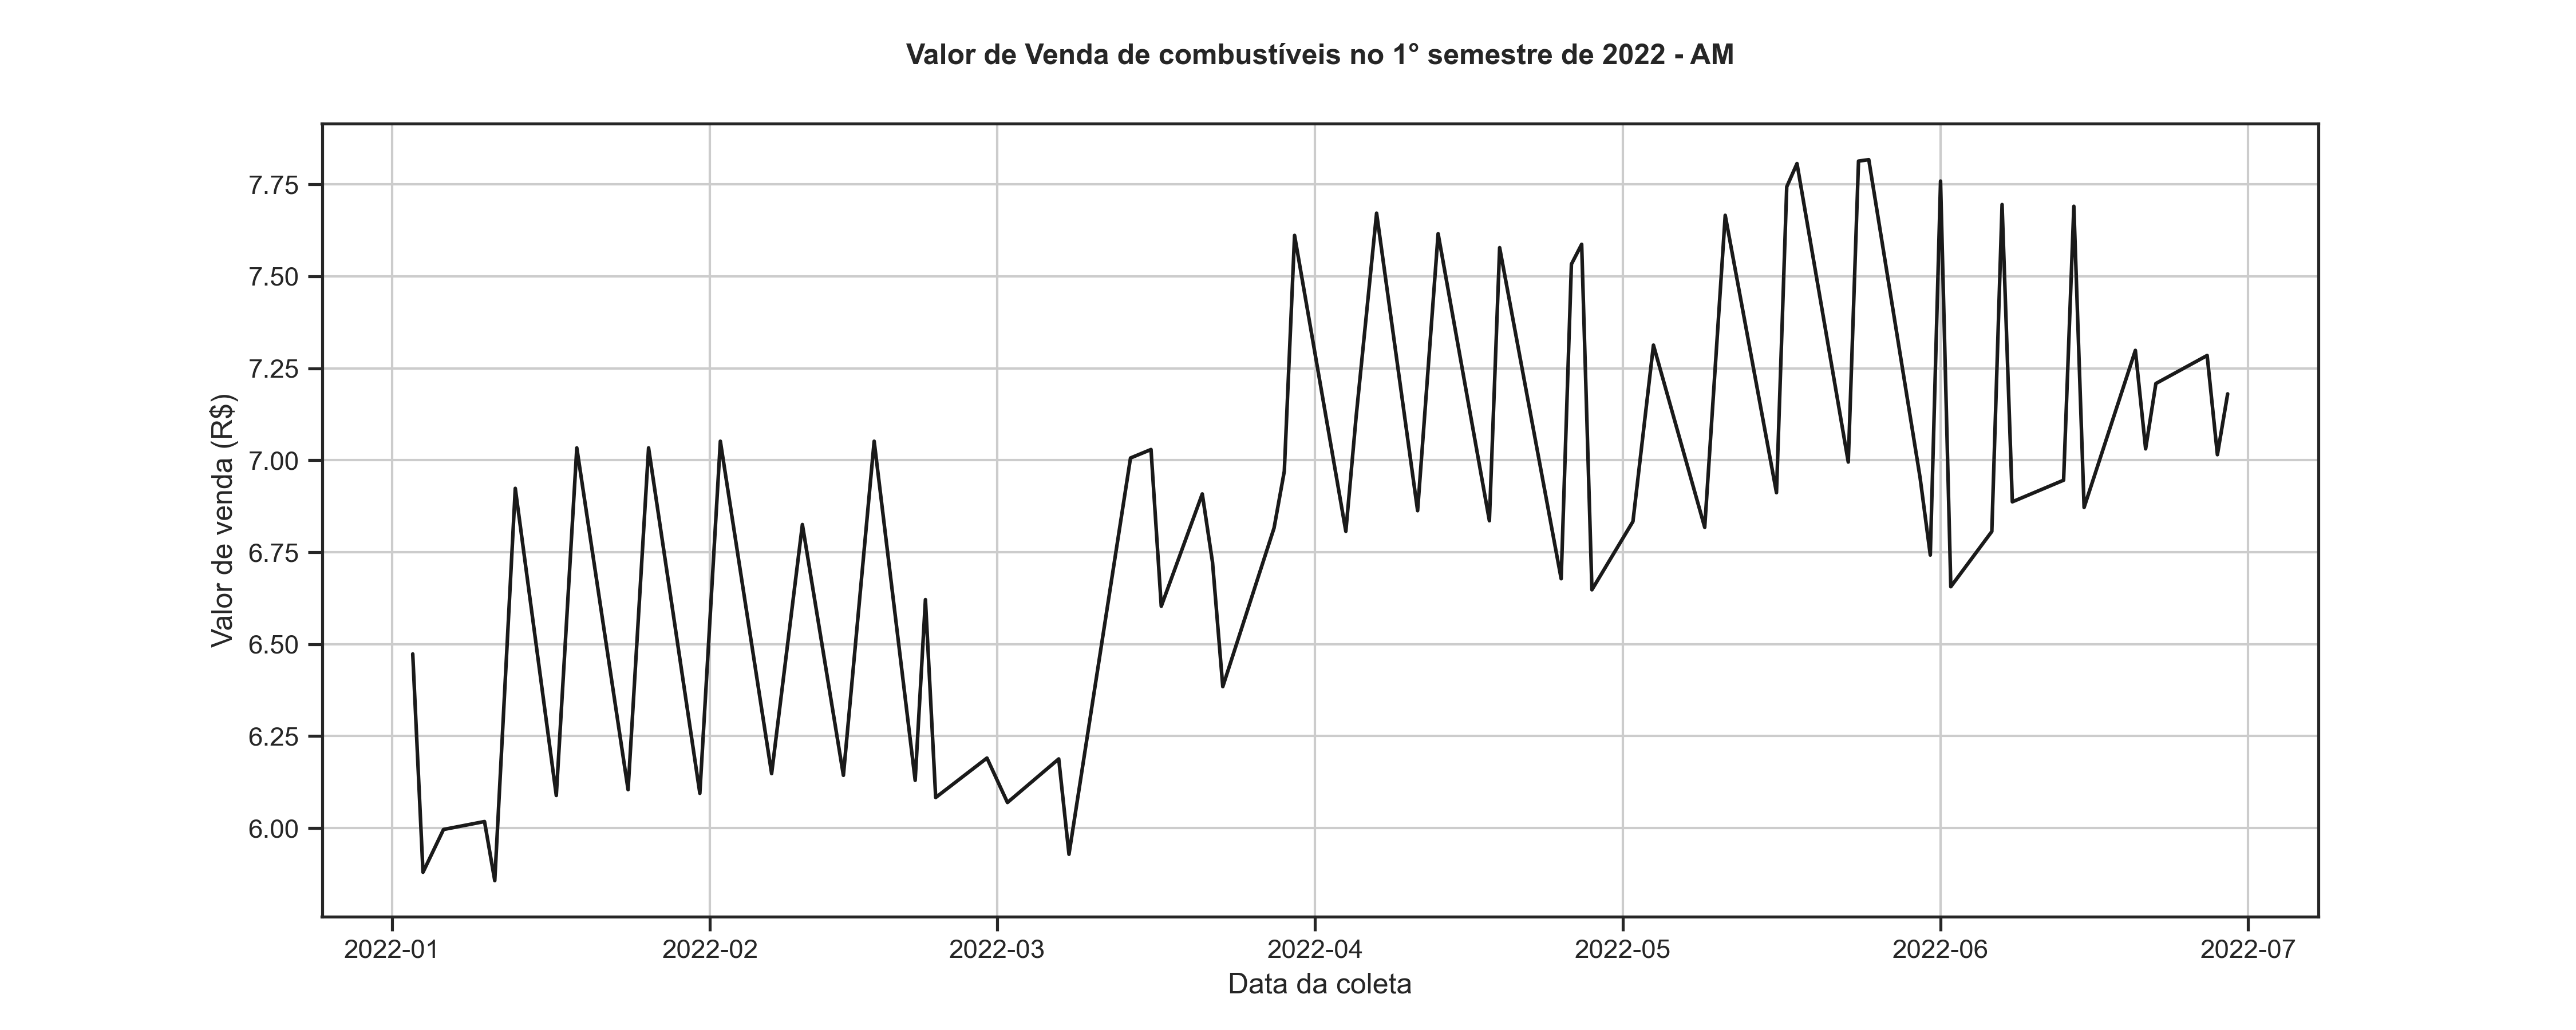 Valor de Venda de combustíveis no 1° semestre de 2022 - AM
Valor de venda (R$)
7.75
7.50
7.25
7.00
6.75
6.50
6.25
6.00
2022-01 2022-02 2022-03 2022-04 2022-05 2022-06 2022-07
Data da coleta